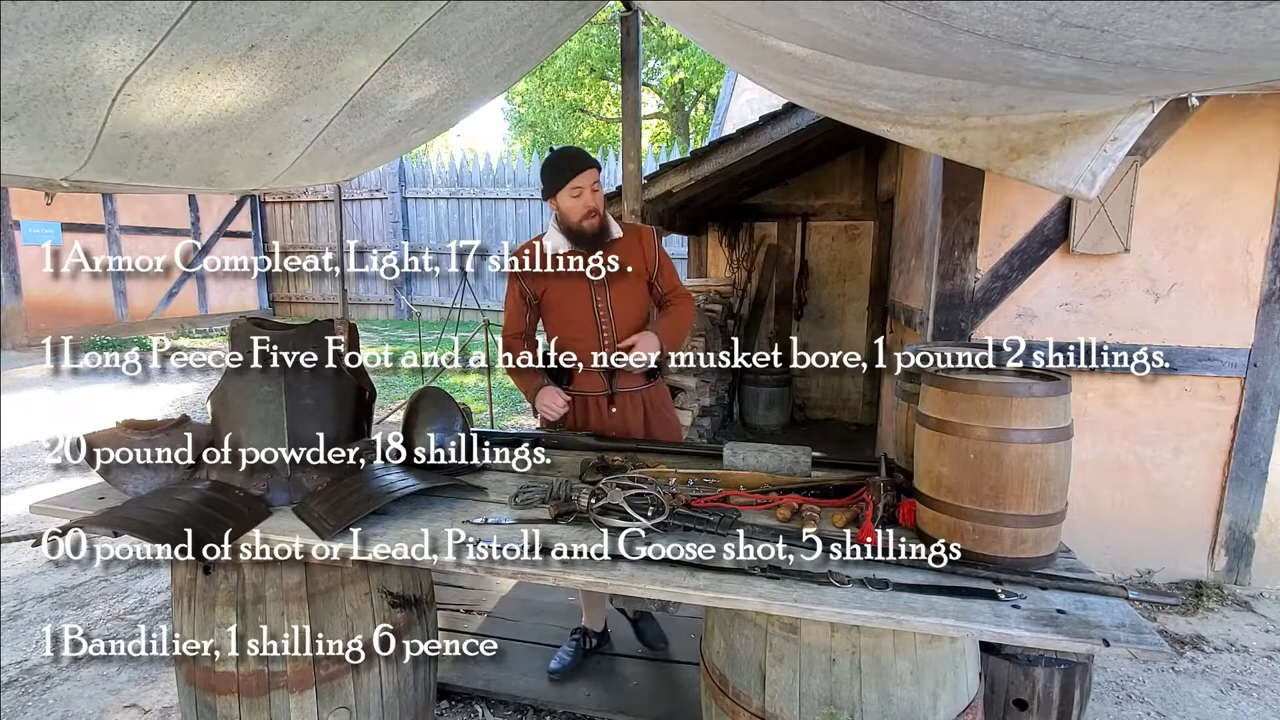 1 Armor Compleat, Light, 17 shillings .
1 Long Peece Five Foot and a halfe, neer musket bore, 1 pound 2 shillings.
20 pound of powder, 18 shillings.
60 pound of shot or Lead, Pistoll and Goose shot, 5 shillings
1 Bandilier, 1 shilling 6 pence